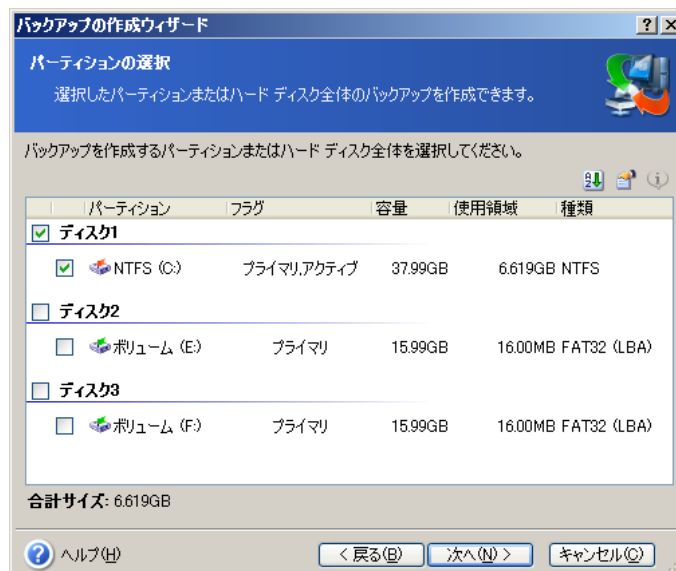 バックアップの作成ウィザード
パーティションの選択
選択したパーティションまたはハード ディスク全体のバックアップを作成できます。
バックアップを作成するパーティションまたはハード ディスク全体を選択してください。
パーティション フラグ 容量 使用領域 種類
ディスク1
NTFS (C:) プライマリ,アクティブ 37.99GB 6.619GB NTFS
ディスク2
ボリューム (E:) プライマリ 15.99GB 16.00MB FAT32 (LBA)
ディスク3
ボリューム (F:) プライマリ 15.99GB 16.00MB FAT32 (LBA)
合計サイズ: 6.619GB
ヘルプ(H) < 戻る(B) 次へ(N) > キャンセル(C)